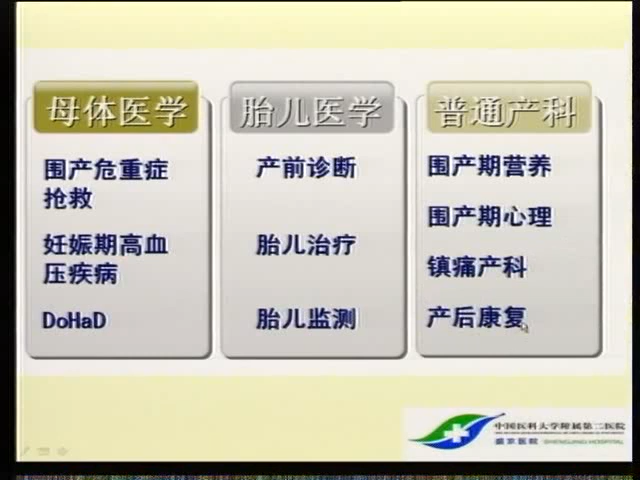 母体医学
围产危重症
抢救
妊娠期高血
压疾病
DoHaD
胎儿医学
产前诊断
胎儿治疗
胎儿监测
普通产科
围产期营养
围产期心理
镇痛产科
产后康复
中国医科大学附属第二医院
盛京医院 SHENGJING HOSPITAL